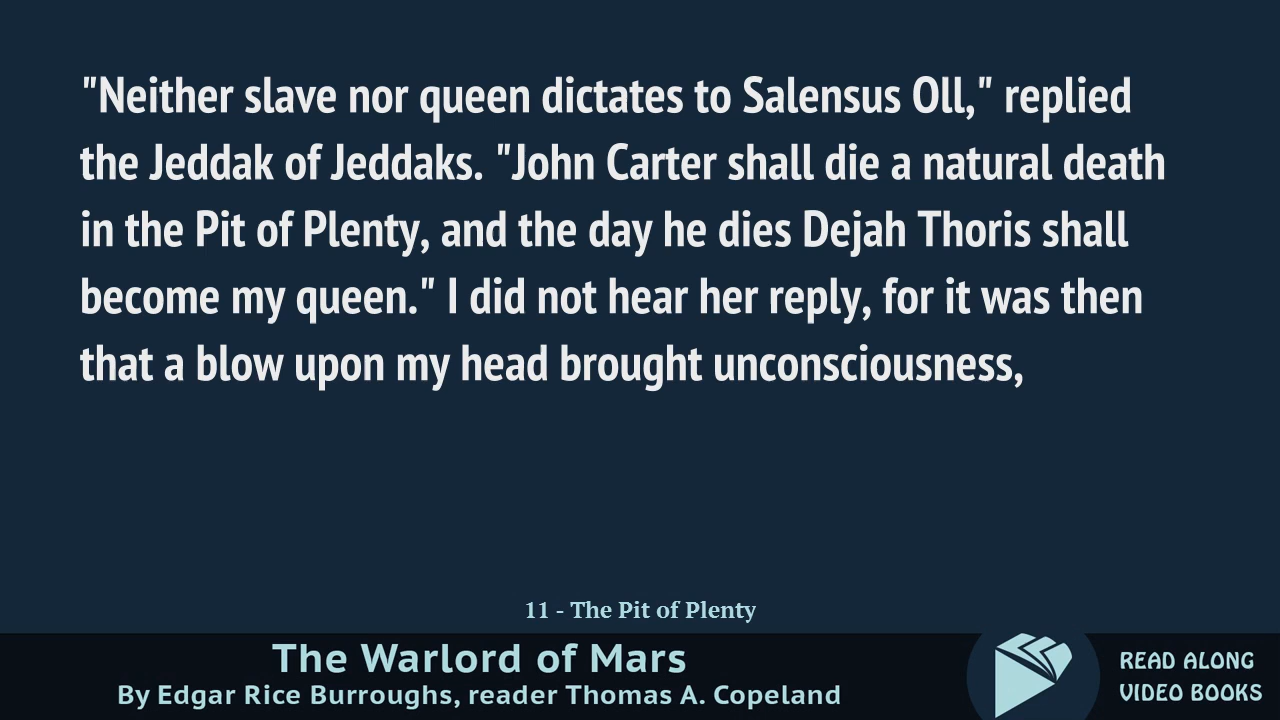 "Neither slave nor queen dictates to Salensus Oll," replied
the Jeddak of Jeddaks. "John Carter shall die a natural death
in the Pit of Plenty, and the day he dies Dejah Thoris shall
become my queen." I did not hear her reply, for it was then
that a blow upon my head brought unconsciousness,
11 - The Pit of Plenty
The Warlord of Mars
By Edgar Rice Burroughs, reader Thomas A. Copeland
READ ALONG
VIDEO BOOKS